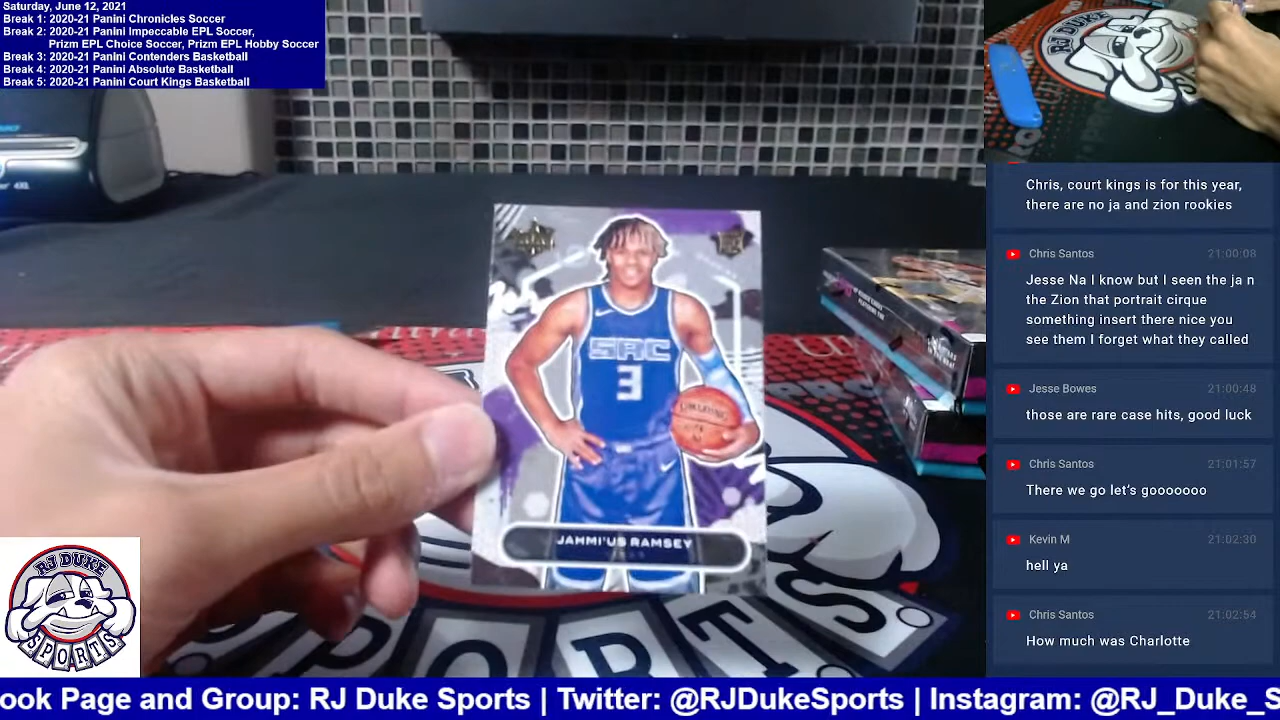 Saturday, June 12, 2021
Break 1: 2020-21 Panini Chronicles Soccer
Break 2: 2020-21 Panini Impeccable EPL Soccer,
Prizm EPL Choice Soccer, Prizm EPL Hobby Soccer
Break 3: 2020-21 Panini Contenders Basketball
Break 4: 2020-21 Panini Absolute Basketball
Break 5: 2020-21 Panini Court Kings Basketball
4XL
SAC
3
SPALDING
JAHMI'US RAMSEY
KINGS
SPORTS
RJ DUKE
SPORTS
RJ DUKE
Chris, court kings is for this year,
there are no ja and zion rookies
Chris Santos 21:00:08
Jesse Na I know but I seen the ja n
the Zion that portrait cirque
something insert there nice you
see them I forget what they called
Jesse Bowes 21:00:48
those are rare case hits, good luck
Chris Santos 21:01:57
There we go let's gooooooo
Kevin M 21:02:30
hell ya
Chris Santos 21:02:54
How much was Charlotte
ook Page and Group: RJ Duke Sports | Twitter: @RJDukeSports | Instagram: @RJ_Duke_S